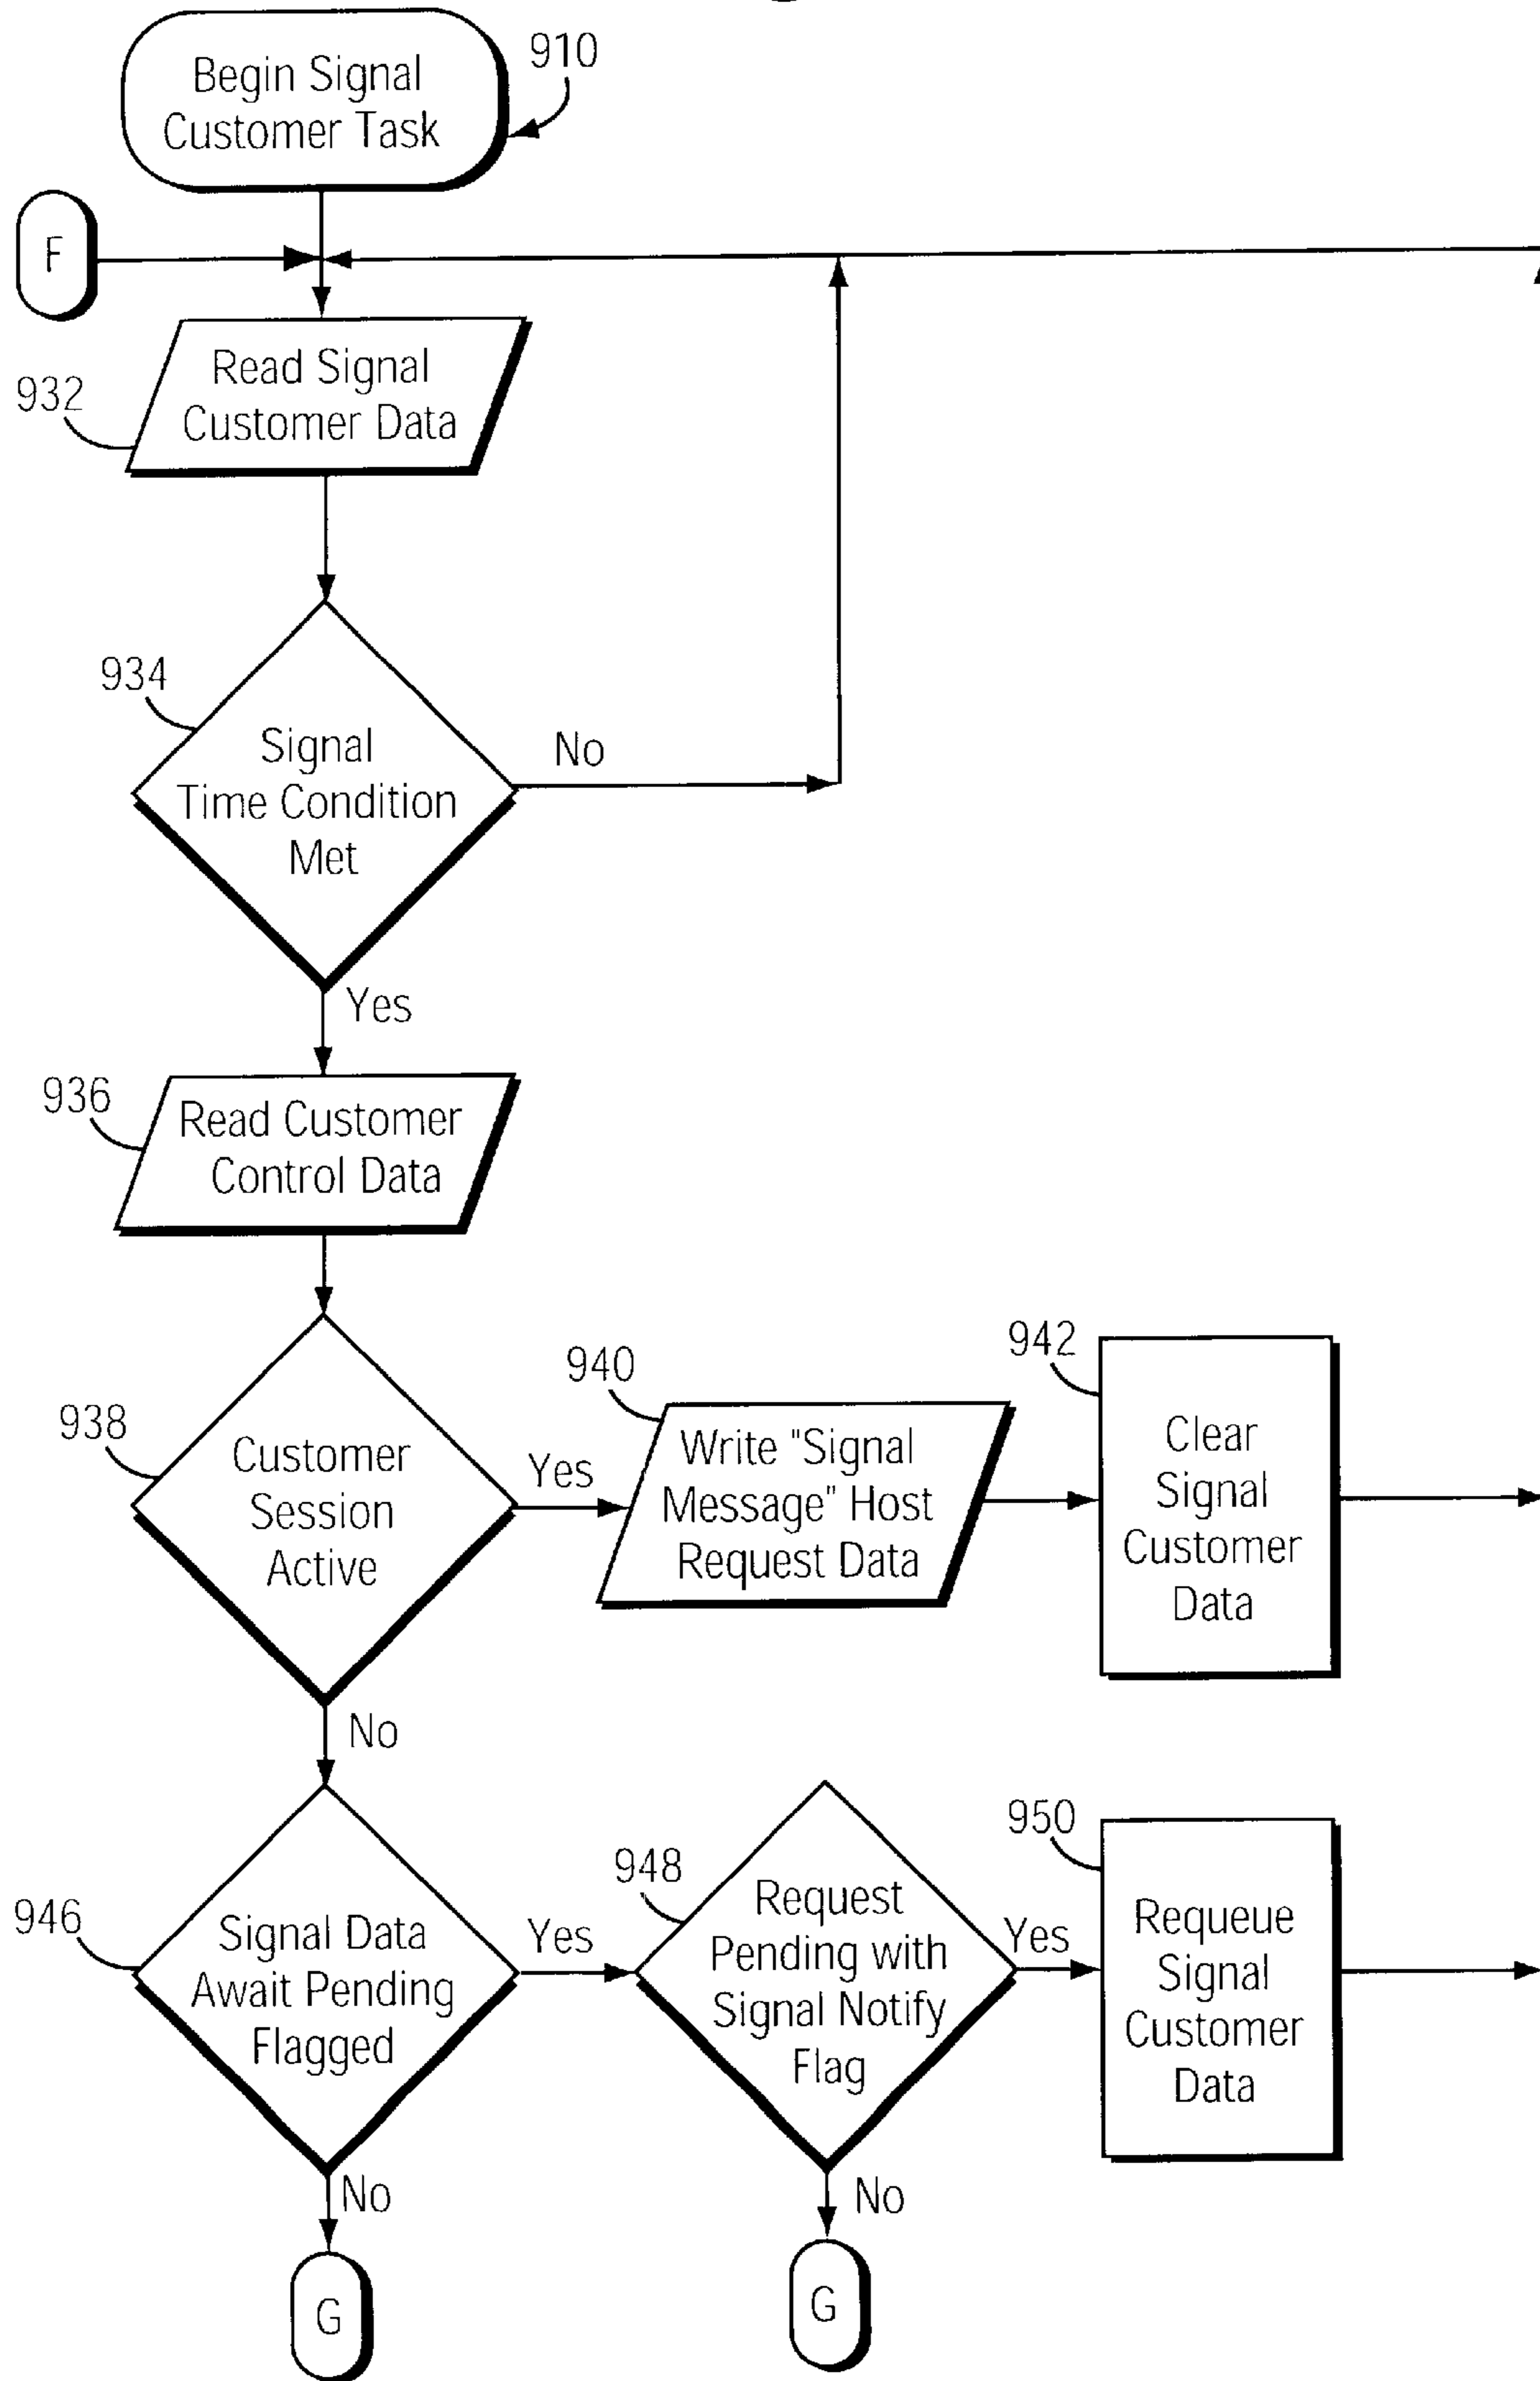 Begin Signal
Customer Task
910
F
Read Signal
Customer Data
932
934
Signal
Time Condition
Met
No
Yes
936
Read Customer
Control Data
938
Customer
Session
Active
Yes
940
Write "Signal
Message" Host
Request Data
942
Clear
Signal
Customer
Data
No
946
Signal Data
Await Pending
Flagged
Yes
948
Request
Pending with
Signal Notify
Flag
Yes
950
Requeue
Signal
Customer
Data
No
No
G
G